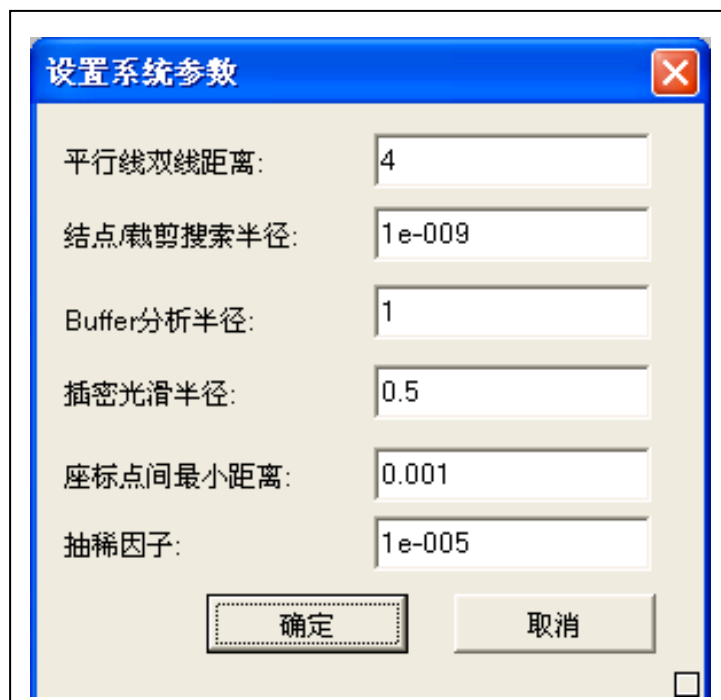 设置系统参数
平行线双线距离: 4
结点/裁剪搜索半径: 1e-009
Buffer分析半径: 1
插密光滑半径: 0.5
座标点间最小距离: 0.001
抽稀因子: 1e-005
确定 取消